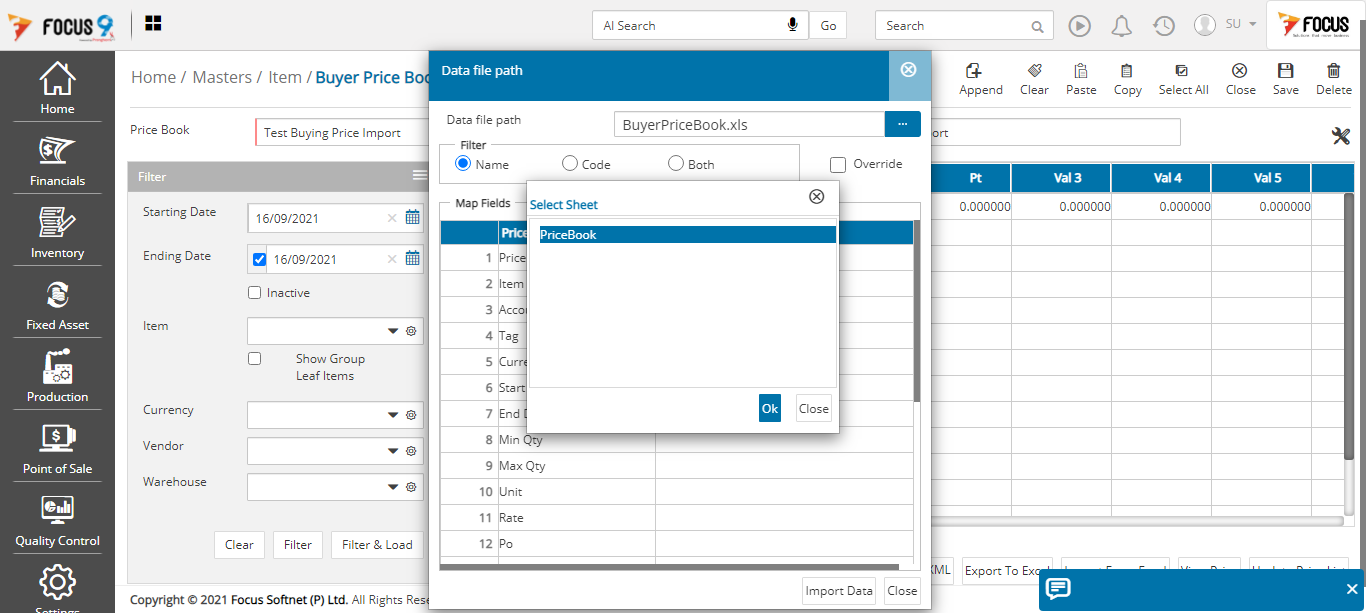 FOCUS 9
AI Search
Go
Search
SU
FOCUS
Home / Masters / Item / Buyer Price Boo
Append
Clear
Paste
Copy
Select All
Close
Save
Delete
Price Book
Test Buying Price Import
ort
Home
Financials
Inventory
Fixed Asset
Production
Point of Sale
Quality Control
Settings
Filter
Starting Date
16/09/2021
Ending Date
16/09/2021
Inactive
Item
Show Group
Leaf Items
Currency
Vendor
Warehouse
Clear
Filter
Filter & Load
Data file path
Data file path
BuyerPriceBook.xls
...
Filter
Name
Code
Both
Override
Map Fields
Price
1 Price
2 Item
3 Accou
4 Tag
5 Curre
6 Start
7 End D
8 Min Qty
9 Max Qty
10 Unit
11 Rate
12 Po
Select Sheet
PriceBook
Ok
Close
Import Data
Close
Pt
Val 3
Val 4
Val 5
0.000000
0.000000
0.000000
0.000000
XML
Export To Exce
Copyright © 2021 Focus Softnet (P) Ltd. All Rights Rese